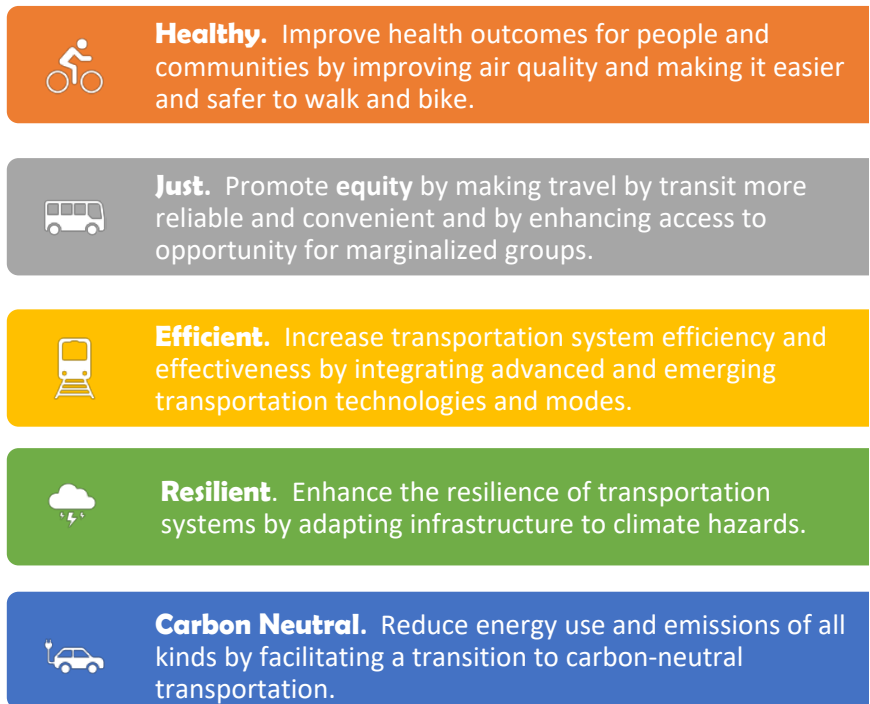 Healthy. Improve health outcomes for people and
communities by improving air quality and making it easier
and safer to walk and bike.
Just. Promote equity by making travel by transit more
reliable and convenient and by enhancing access to
opportunity for marginalized groups.
Efficient. Increase transportation system efficiency and
effectiveness by integrating advanced and emerging
transportation technologies and modes.
Resilient. Enhance the resilience of transportation
systems by adapting infrastructure to climate hazards.
Carbon Neutral. Reduce energy use and emissions of all
kinds by facilitating a transition to carbon-neutral
transportation.